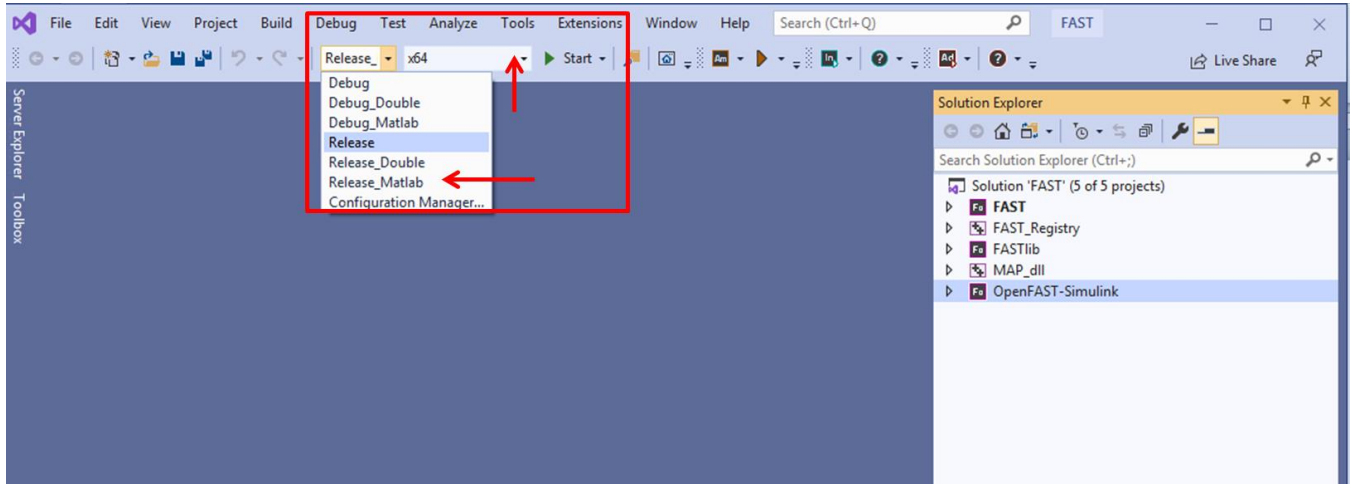 File Edit View Project Build Debug Test Analyze Tools Extensions Window Help Search (Ctrl+Q) FAST
Release_ x64 Start Live Share
Server Explorer
Toolbox
Debug
Debug_Double
Debug_Matlab
Release
Release_Double
Release_Matlab
Configuration Manager...
Solution Explorer
Search Solution Explorer (Ctrl+;)
Solution 'FAST' (5 of 5 projects)
FAST
FAST_Registry
FASTlib
MAP_dll
OpenFAST-Simulink